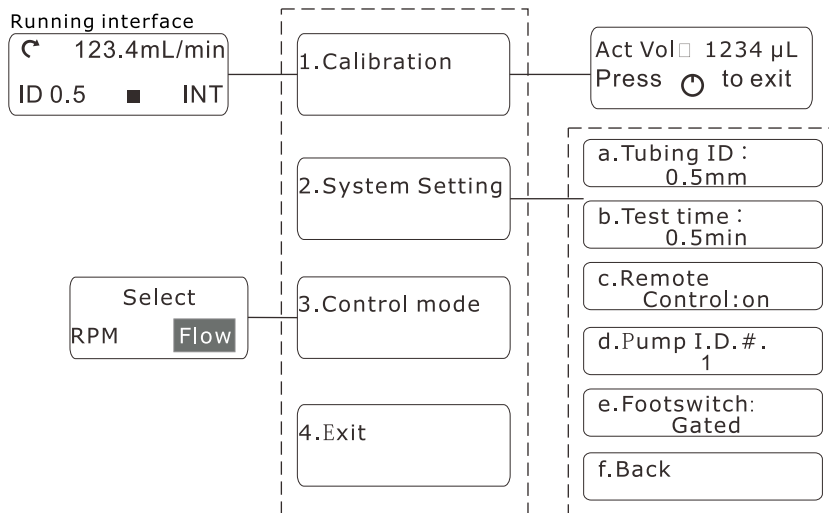 Running interface
123.4mL/min
ID 0.5 ■ INT
1.Calibration
Act Vol□ 1234 µL
Press to exit
2.System Setting
a.Tubing ID：
0.5mm
b.Test time：
0.5min
c.Remote
Control:on
d.Pump I.D.#.
1
e.Footswitch:
Gated
f.Back
Select
RPM Flow
3.Control mode
4.Exit